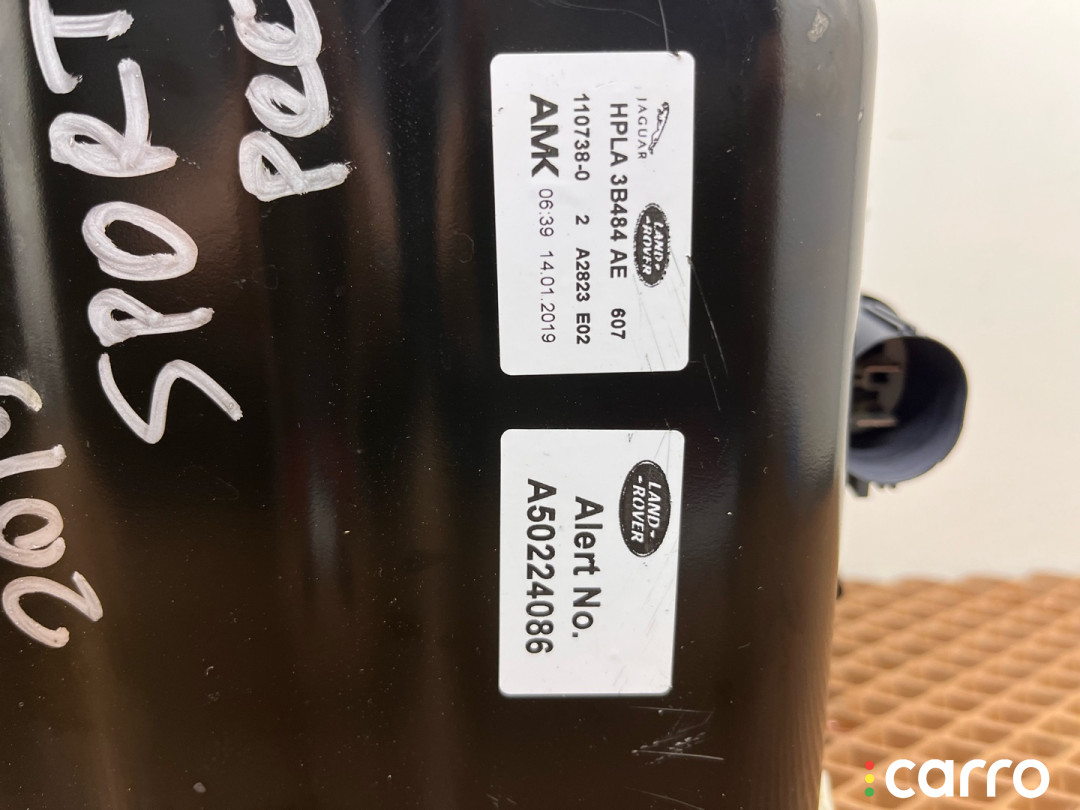 JAGUAR
LAND-
-ROVER
HPLA 3B484 AE 607
110738-0 2 A2823 E02
AMK 06:39 14.01.2019
LAND-
-ROVER
Alert No.
A50224086
SPORT
carro